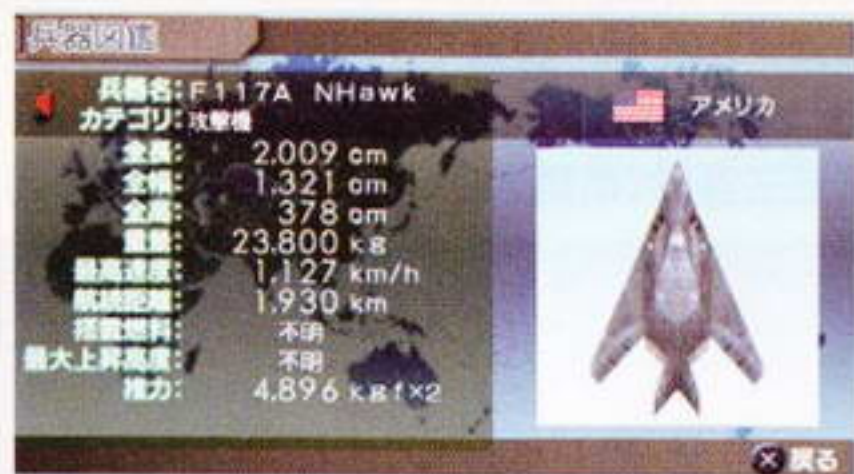 兵器図鑑
兵器名：F117A NHawk
カテゴリ：攻撃機
アメリカ
全長： 2,009 cm
全幅： 1,321 cm
全高： 378 cm
重量： 23,800 kg
最高速度： 1,127 km/h
航続距離： 1,930 km
搭載燃料： 不明
最大上昇高度： 不明
推力： 4,896 kgf×2
戻る